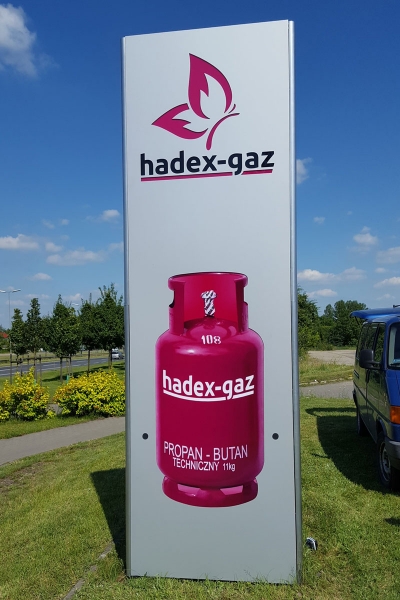 hadex-gaz
108
hadex-gaz
PROPAN - BUTAN
TECHNICZNY 11kg